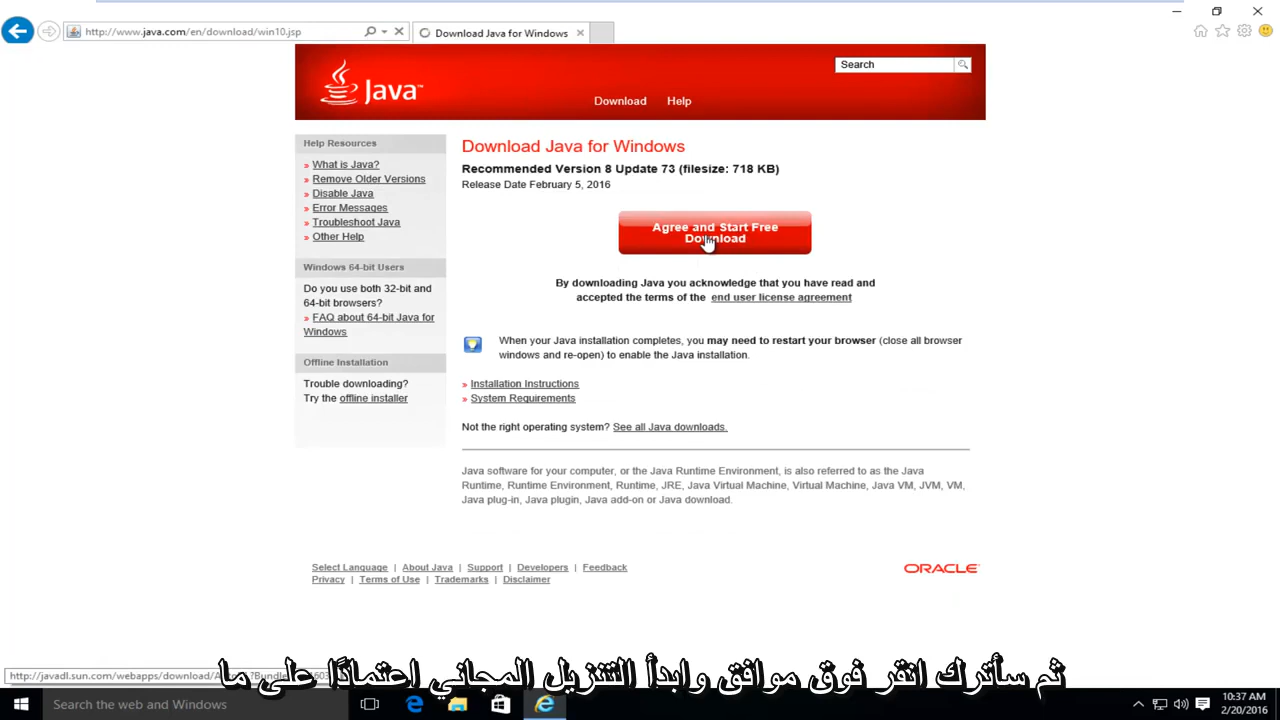 http://www.java.com/en/download/win10.jsp
Download Java for Windows
Java
Search
Download
Help
Help Resources
» What is Java?
» Remove Older Versions
» Disable Java
» Error Messages
» Troubleshoot Java
» Other Help
Windows 64-bit Users
Do you use both 32-bit and
64-bit browsers?
» FAQ about 64-bit Java for
Windows
Offline Installation
Trouble downloading?
Try the offline installer
Download Java for Windows
Recommended Version 8 Update 73 (filesize: 718 KB)
Release Date February 5, 2016
Agree and Start Free
Download
By downloading Java you acknowledge that you have read and
accepted the terms of the end user license agreement
When your Java installation completes, you may need to restart your browser (close all browser
windows and re-open) to enable the Java installation.
» Installation Instructions
» System Requirements
Not the right operating system? See all Java downloads.
Java software for your computer, or the Java Runtime Environment, is also referred to as the Java
Runtime, Runtime Environment, Runtime, JRE, Java Virtual Machine, Virtual Machine, Java VM, JVM, VM,
Java plug-in, Java plugin, Java add-on or Java download.
Select Language | About Java | Support | Developers | Feedback
Privacy | Terms of Use | Trademarks | Disclaimer
ORACLE
ثم سأترك انقر فوق موافق وابدأ التنزيل المجاني اعتمادًا على ما
Search the web and Windows
10:37 AM
2/20/2016